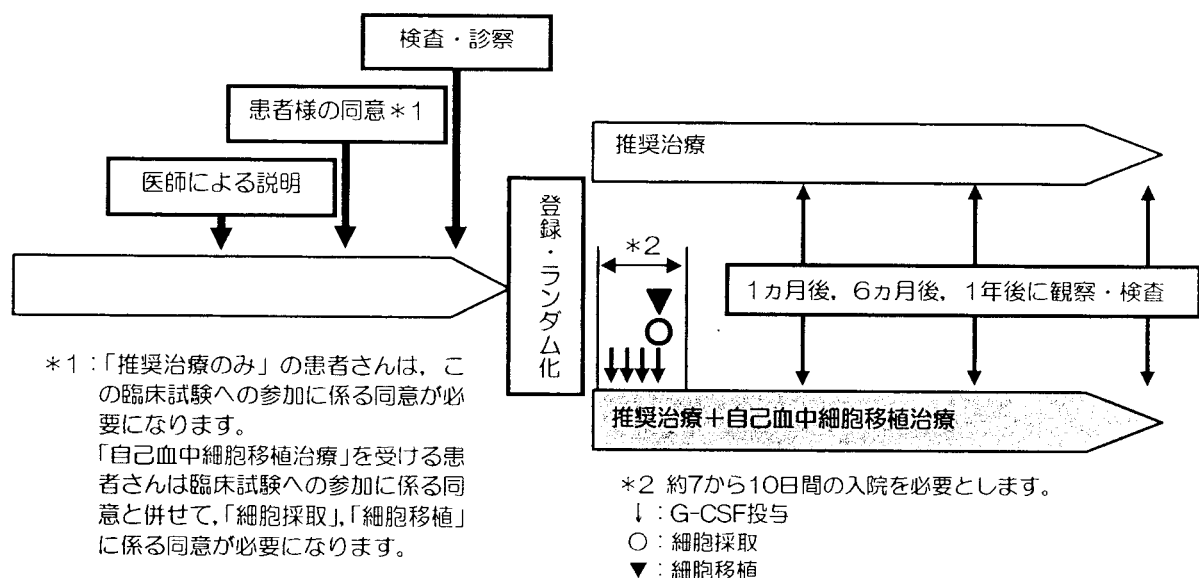 検査・診察
患者様の同意＊1
医師による説明
登録・ランダム化
推奨治療
＊2
1ヵ月後，6ヵ月後，1年後に観察・検査
推奨治療＋自己血中細胞移植治療
＊1：「推奨治療のみ」の患者さんは，こ
の臨床試験への参加に係る同意が必
要になります。
「自己血中細胞移植治療」を受ける患
者さんは臨床試験への参加に係る同
意と併せて，「細胞採取」，「細胞移植」
に係る同意が必要になります。
＊2 約7から10日間の入院を必要とします。
↓：G-CSF投与
○：細胞採取
▼：細胞移植